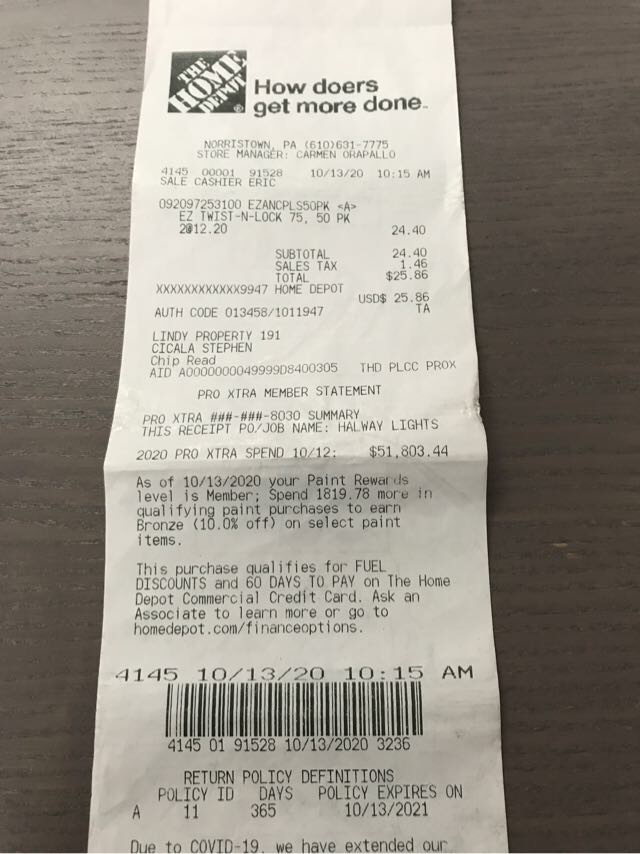 THE
HOME
DEPOT
®
How doers
get more done™
NORRISTOWN, PA (610)631-7775
STORE MANAGER: CARMEN ORAPALLO
4145 00001 91528 10/13/20 10:15 AM
SALE CASHIER ERIC
092097253100 EZANCPLS50PK <A>
EZ TWIST-N-LOCK 75, 50 PK
2@12.20 24.40
SUBTOTAL 24.40
SALES TAX 1.46
TOTAL $25.86
XXXXXXXXXXXX9947 HOME DEPOT
USD$ 25.86
AUTH CODE 013458/1011947 TA
LINDY PROPERTY 191
CICALA STEPHEN
Chip Read
AID A0000000049999D8400305 THD PLCC PROX
PRO XTRA MEMBER STATEMENT
PRO XTRA ###-###-8030 SUMMARY
THIS RECEIPT PO/JOB NAME: HALWAY LIGHTS
2020 PRO XTRA SPEND 10/12: $51,803.44
As of 10/13/2020 your Paint Rewards
level is Member; Spend 1819.78 more in
qualifying paint purchases to earn
Bronze (10.0% off) on select paint
items.
This purchase qualifies for FUEL
DISCOUNTS and 60 DAYS TO PAY on The Home
Depot Commercial Credit Card. Ask an
Associate to learn more or go to
homedepot.com/financeoptions.
4145 10/13/20 10:15 AM
4145 01 91528 10/13/2020 3236
RETURN POLICY DEFINITIONS
POLICY ID DAYS POLICY EXPIRES ON
A 11 365 10/13/2021
Due to COVID-19, we have extended our